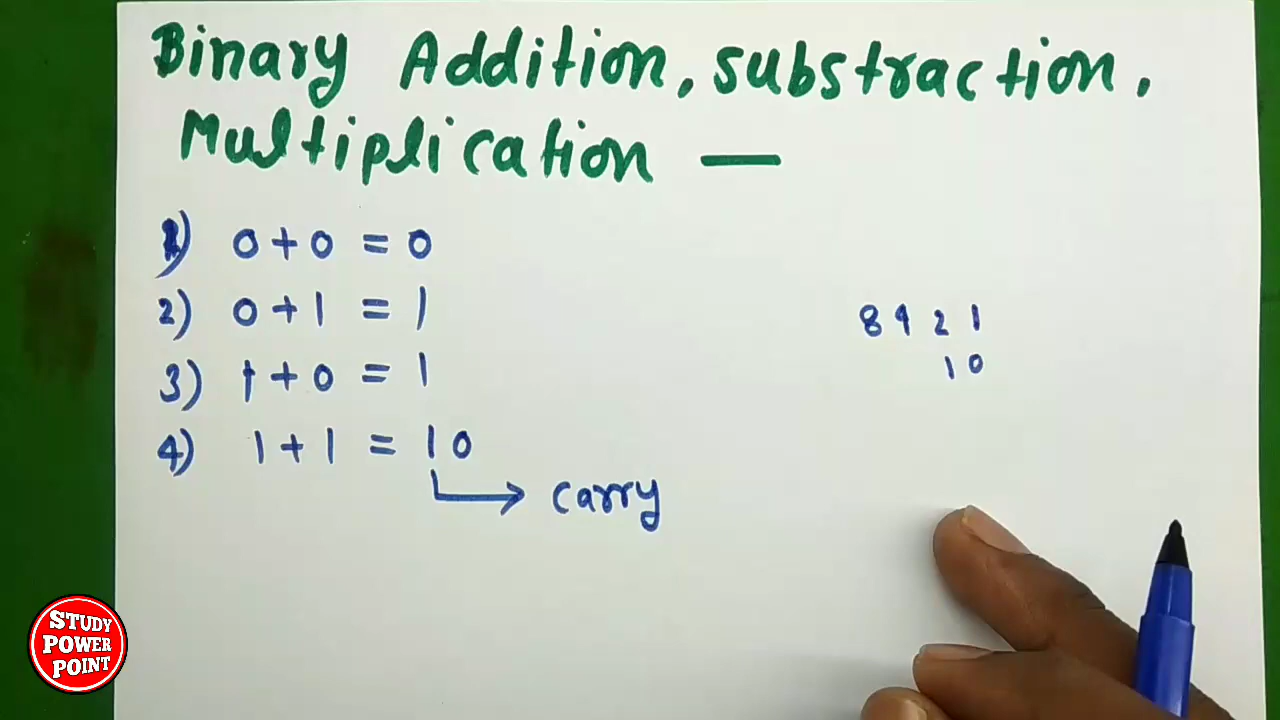 Binary Addition, substraction,
Multiplication —
1) 0 + 0 = 0
2) 0 + 1 = 1
3) 1 + 0 = 1
4) 1 + 1 = 10
carry
8 4 2 1
1 0
STUDY
POWER
POINT